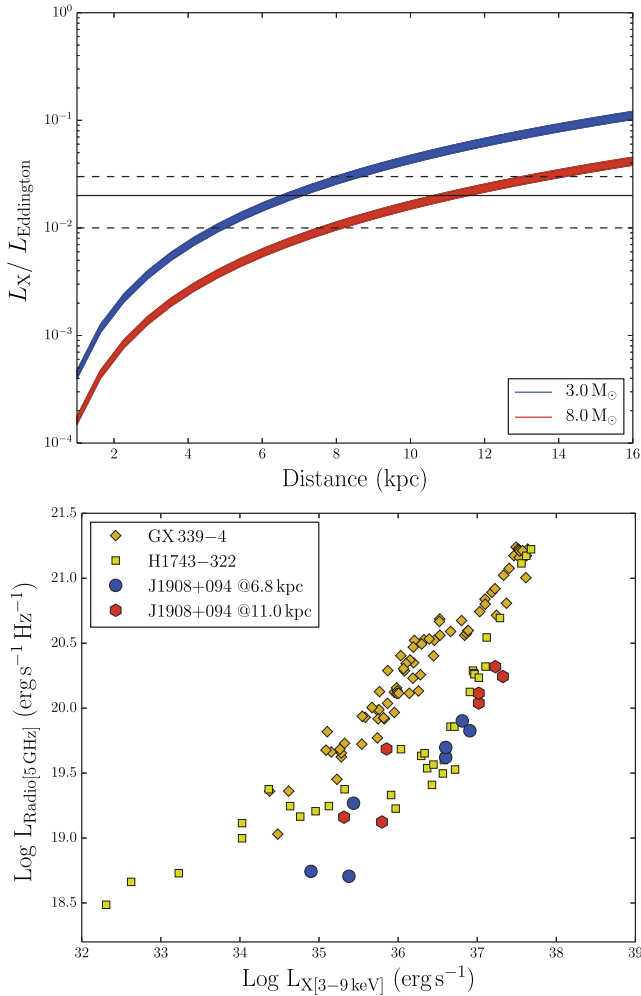 10⁰
10⁻¹
10⁻²
10⁻³
10⁻⁴
L_X / L_Eddington
3.0 M⊙
8.0 M⊙
2 4 6 8 10 12 14 16
Distance (kpc)
21.5
21.0
20.5
20.0
19.5
19.0
18.5
Log L_Radio[5 GHz] (erg s⁻¹ Hz⁻¹)
GX 339−4
H1743−322
J1908+094 @6.8 kpc
J1908+094 @11.0 kpc
32 33 34 35 36 37 38 39
Log L_X[3−9 keV] (erg s⁻¹)